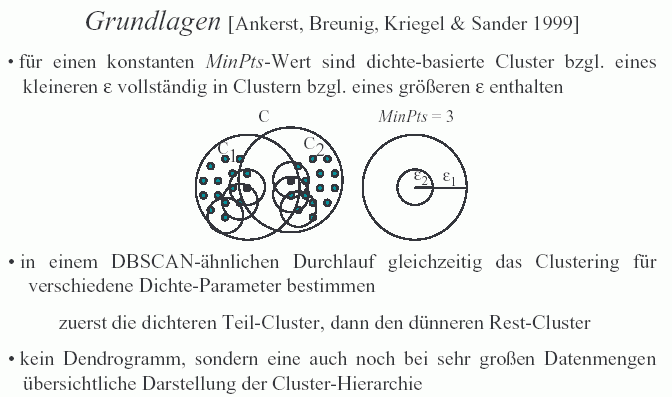 Grundlagen [Ankerst, Breunig, Kriegel & Sander 1999]
• für einen konstanten MinPts-Wert sind dichte-basierte Cluster bzgl. eines
kleineren ε vollständig in Clustern bzgl. eines größeren ε enthalten
C MinPts = 3
C1 C2
ε2 ε1
• in einem DBSCAN-ähnlichen Durchlauf gleichzeitig das Clustering für
verschiedene Dichte-Parameter bestimmen
zuerst die dichteren Teil-Cluster, dann den dünneren Rest-Cluster
• kein Dendrogramm, sondern eine auch noch bei sehr großen Datenmengen
übersichtliche Darstellung der Cluster-Hierarchie